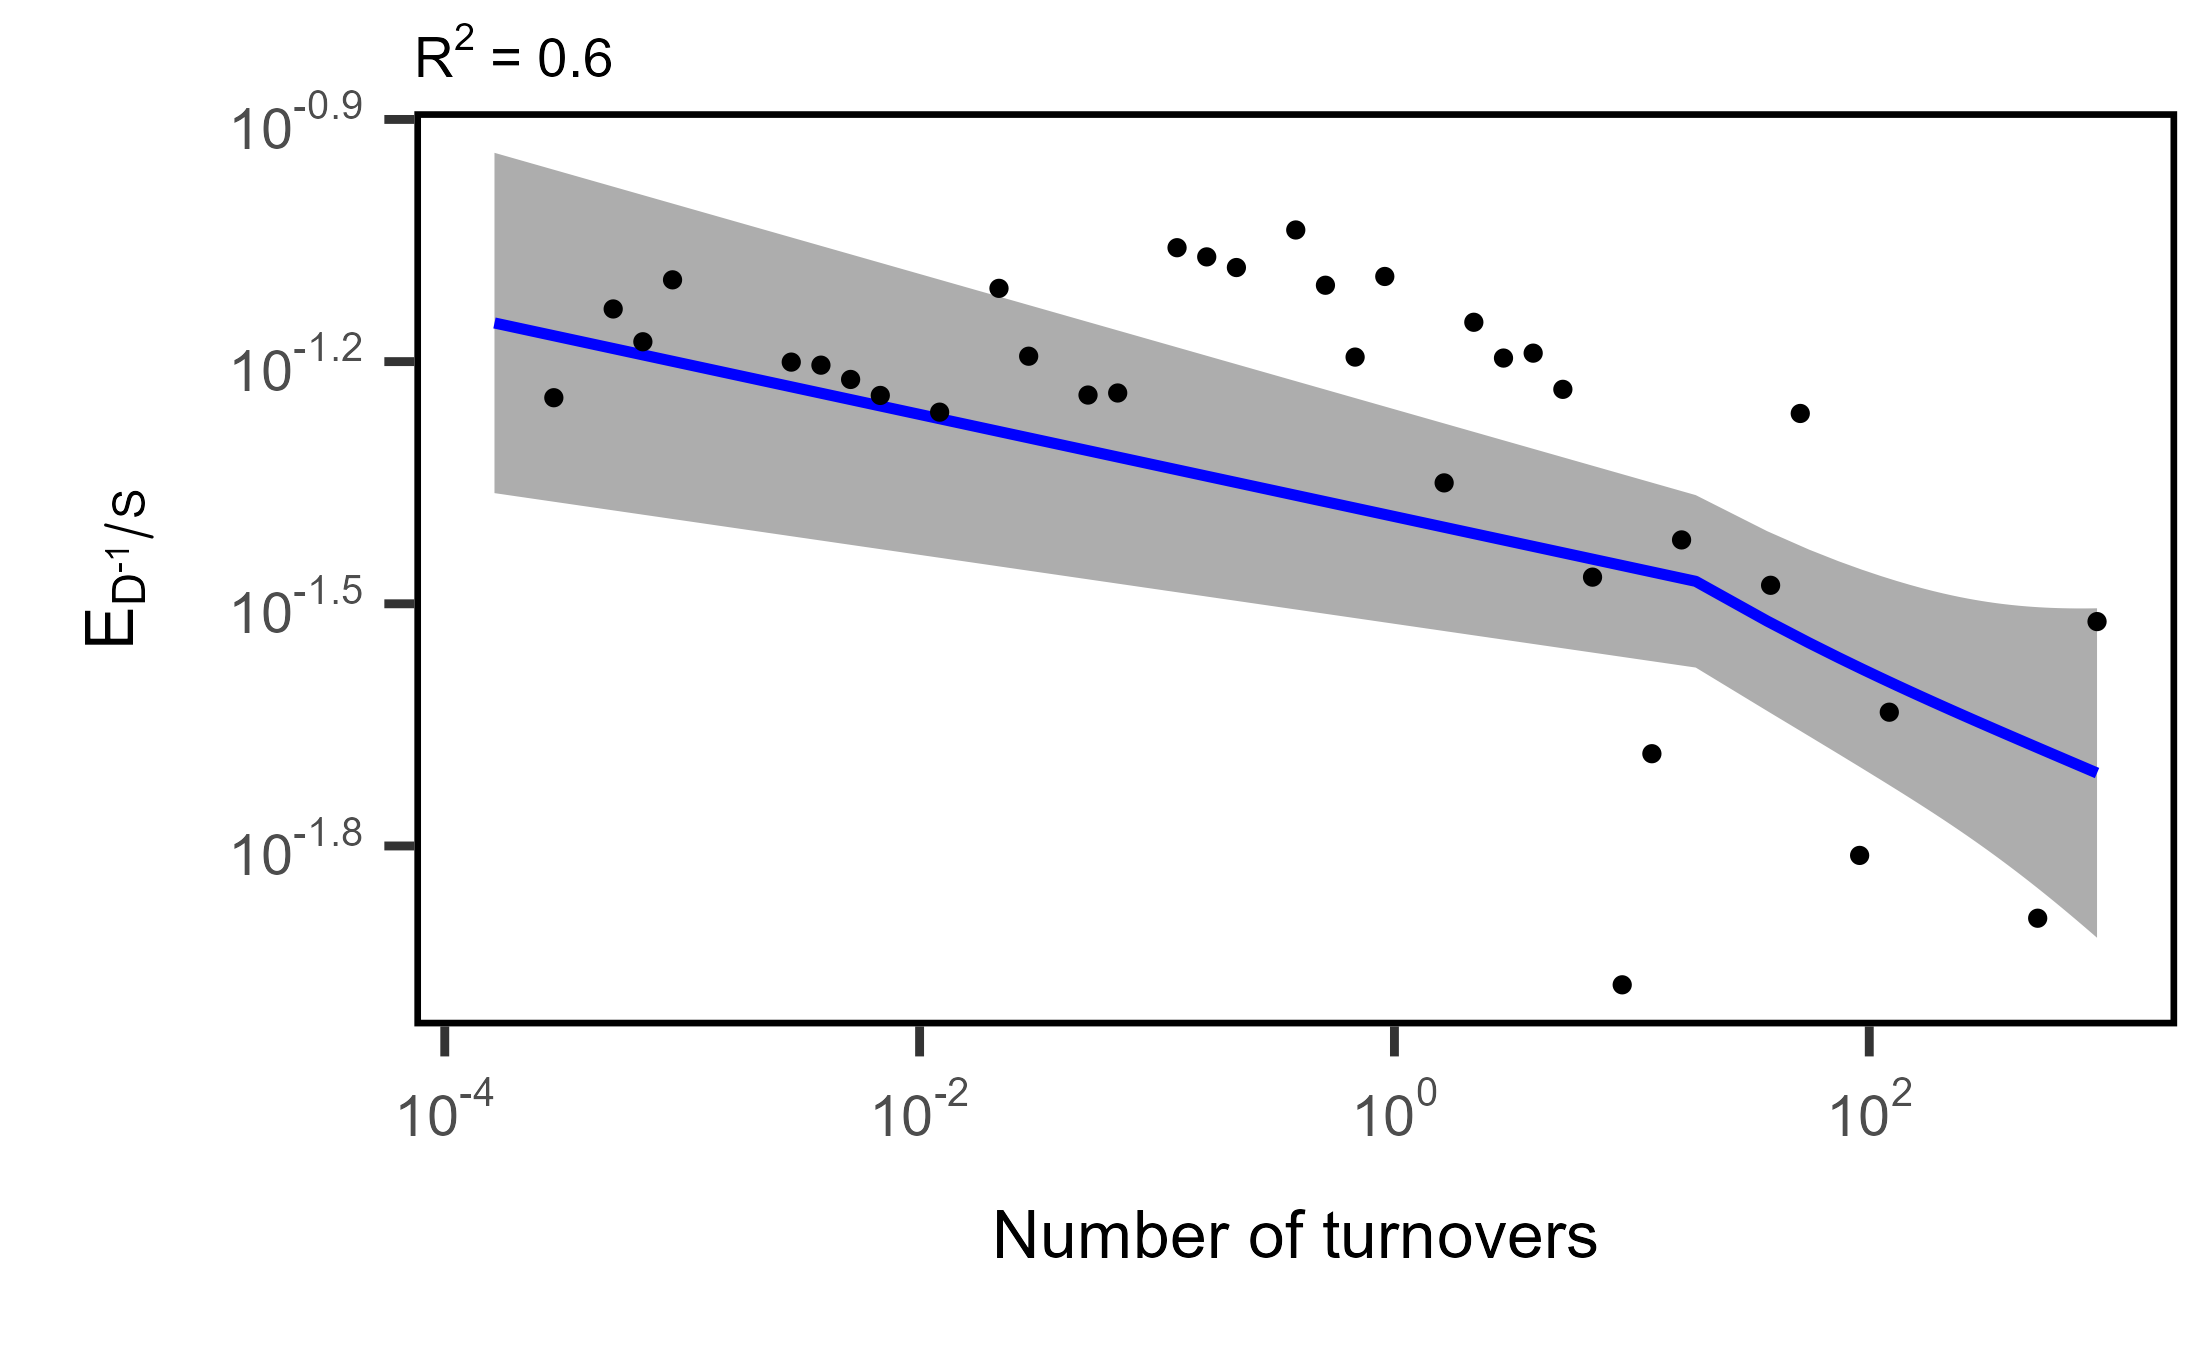 R² = 0.6
10⁻⁰·⁹
10⁻¹·²
10⁻¹·⁵
10⁻¹·⁸
E_D⁻¹/s
10⁻⁴ 10⁻² 10⁰ 10²
Number of turnovers